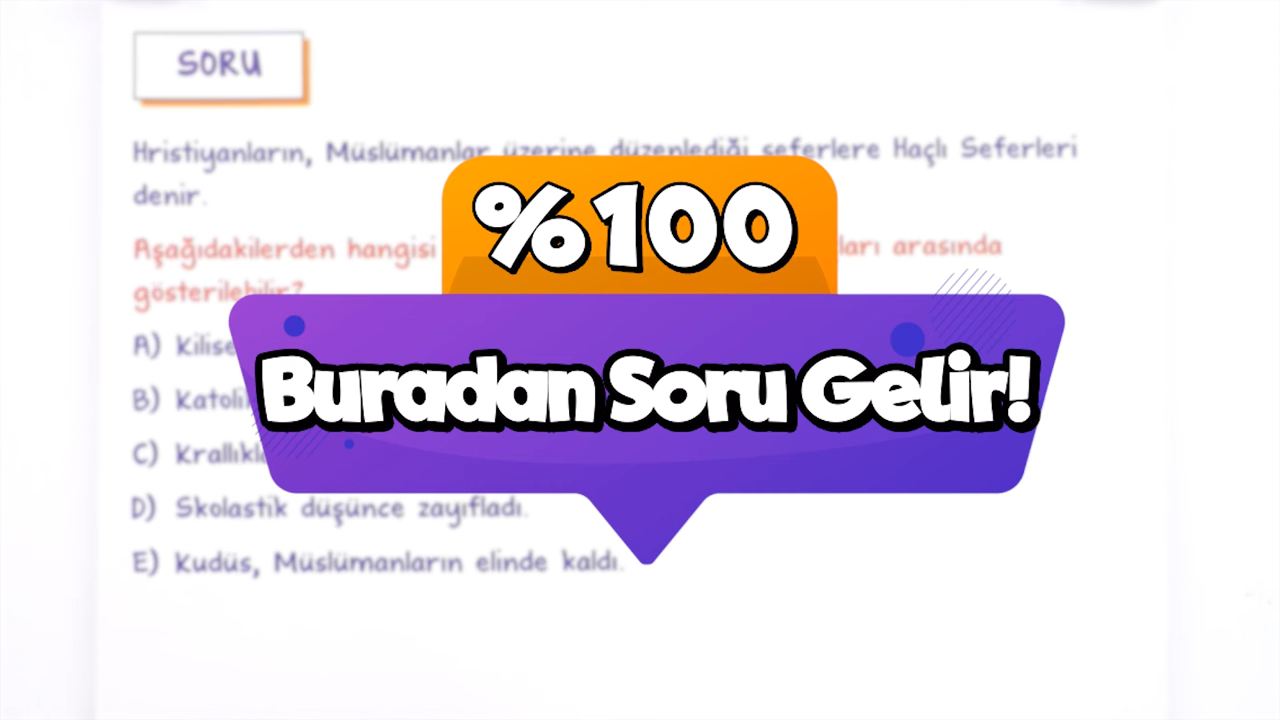 SORU
Hristiyanların, Müslümanlar üzerine düzenlediği seferlere Haçlı Seferleri
denir.
%100
Aşağıdakilerden hangisi ları arasında
gösterilebilir?
Buradan Soru Gelir!
A) Kilise
B) Katoli
C) Krallıkla
D) Skolastik düşünce zayıfladı.
E) Kudüs, Müslümanların elinde kaldı.